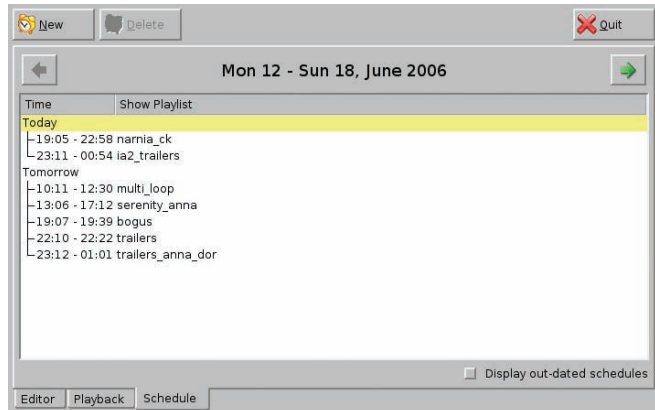 New Delete Quit
Mon 12 - Sun 18, June 2006
Time Show Playlist
Today
19:05 - 22:58 narnia_ck
23:11 - 00:54 ia2_trailers
Tomorrow
10:11 - 12:30 multi_loop
13:06 - 17:12 serenity_anna
19:07 - 19:39 bogus
22:10 - 22:22 trailers
23:12 - 01:01 trailers_anna_dor
Display out-dated schedules
Editor Playback Schedule